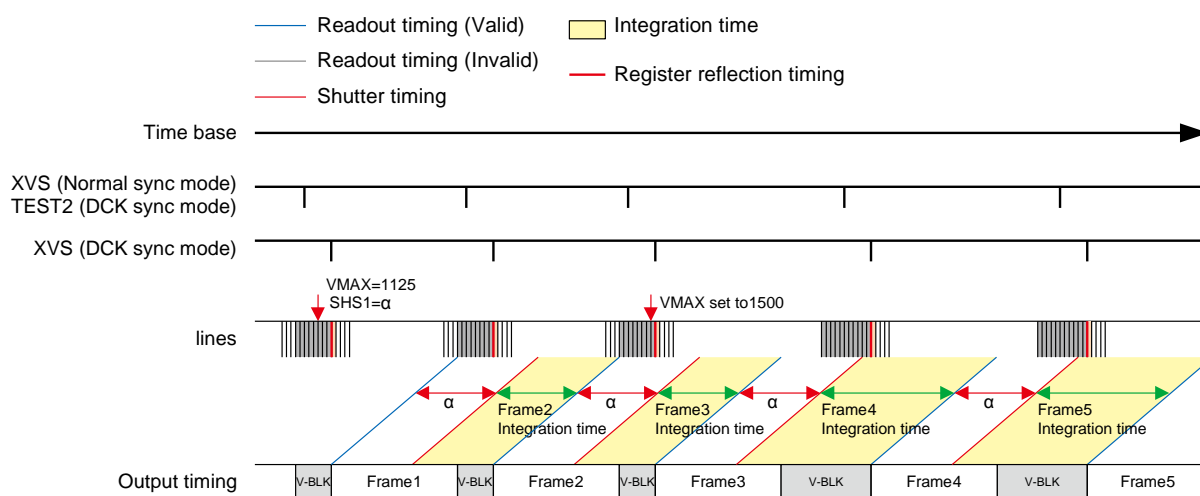 Readout timing (Valid)
Integration time
Readout timing (Invalid)
Register reflection timing
Shutter timing
Time base
XVS (Normal sync mode)
TEST2 (DCK sync mode)
XVS (DCK sync mode)
VMAX=1125
SHS1=α
VMAX set to1500
lines
α
α
α
α
Frame2
Integration time
Frame3
Integration time
Frame4
Integration time
Frame5
Integration time
Output timing
V-BLK
Frame1
V-BLK
Frame2
V-BLK
Frame3
V-BLK
Frame4
V-BLK
Frame5